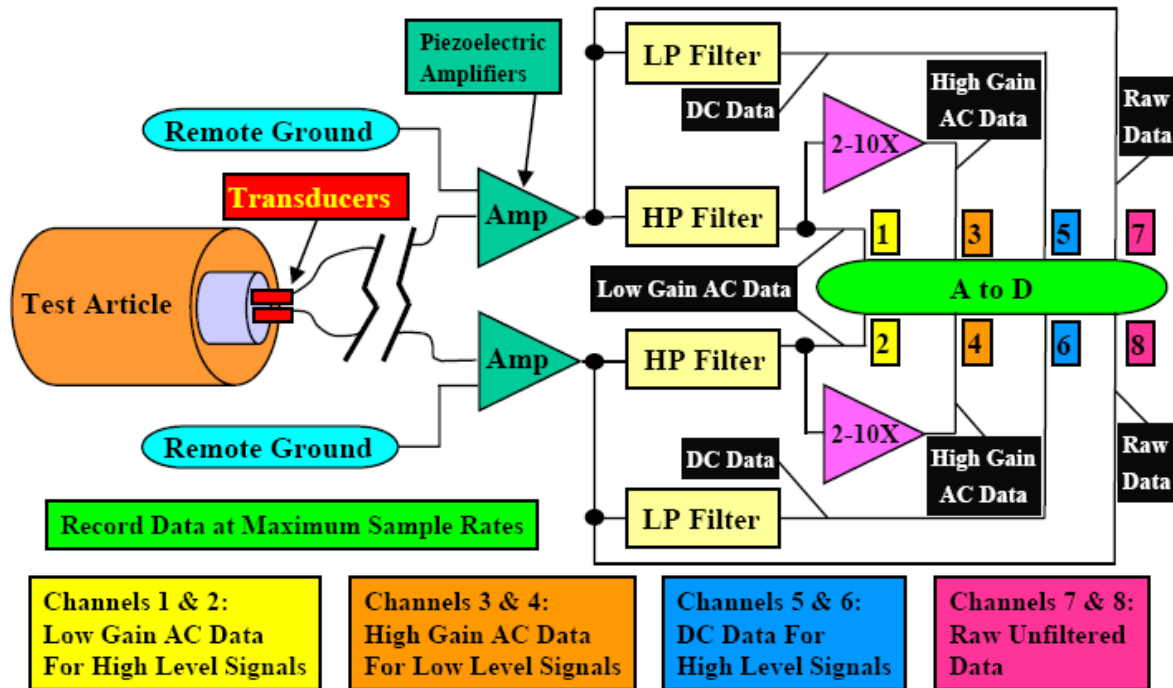 Piezoelectric
Amplifiers
LP Filter
High Gain
AC Data
Raw
Data
DC Data
Remote Ground
2-10X
Transducers
Amp
HP Filter
1
3
5
7
Test Article
Low Gain AC Data
A to D
Amp
HP Filter
2
4
6
8
2-10X
Remote Ground
DC Data
High Gain
AC Data
Raw
Data
Record Data at Maximum Sample Rates
LP Filter
Channels 1 & 2:
Low Gain AC Data
For High Level Signals
Channels 3 & 4:
High Gain AC Data
For Low Level Signals
Channels 5 & 6:
DC Data For
High Level Signals
Channels 7 & 8:
Raw Unfiltered
Data